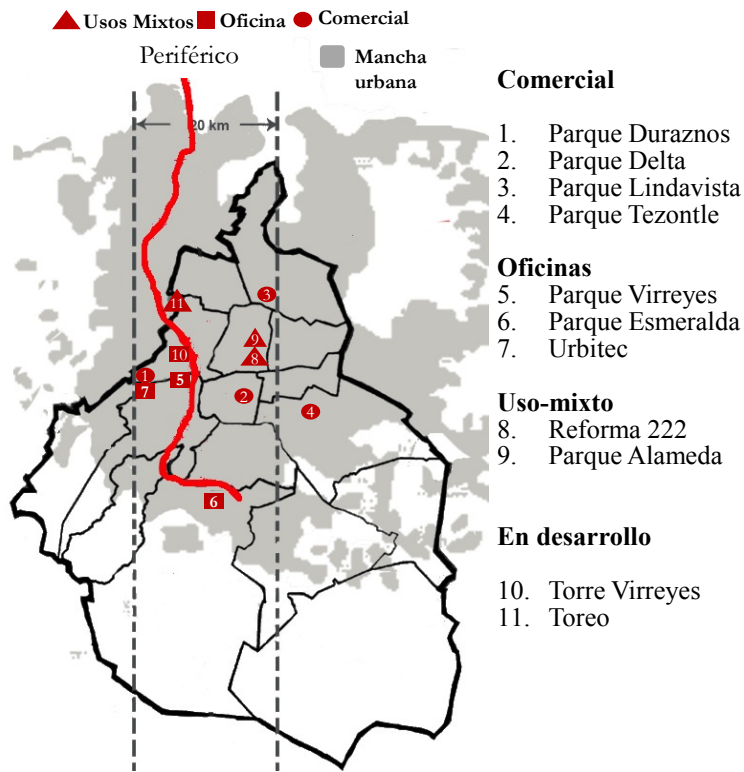 Usos Mixtos Oficina Comercial
Periférico
Mancha
urbana
20 km
Comercial
1. Parque Duraznos
2. Parque Delta
3. Parque Lindavista
4. Parque Tezontle
Oficinas
5. Parque Virreyes
6. Parque Esmeralda
7. Urbitec
Uso-mixto
8. Reforma 222
9. Parque Alameda
En desarrollo
10. Torre Virreyes
11. Toreo
11
3
9
8
10
1
5
7
2
4
6